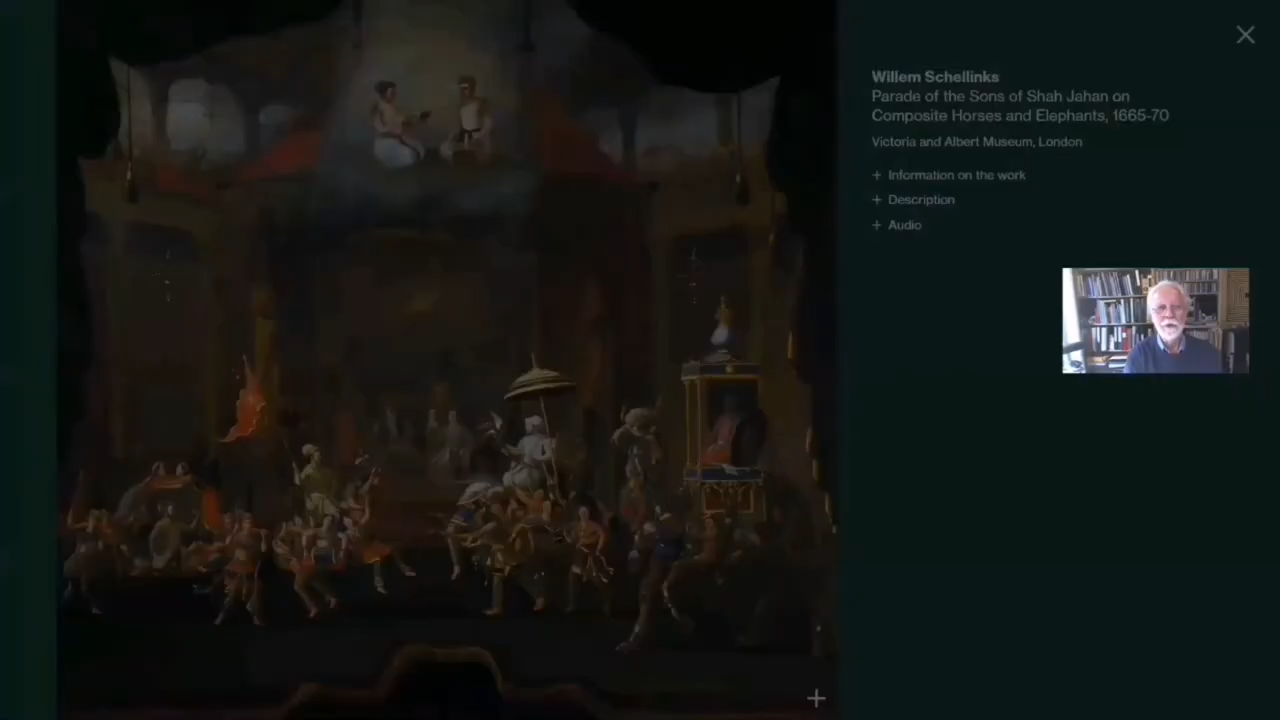 Willem Schellinks
Parade of the Sons of Shah Jahan on
Composite Horses and Elephants, 1665-70
Victoria and Albert Museum, London
+ Information on the work
+ Description
+ Audio